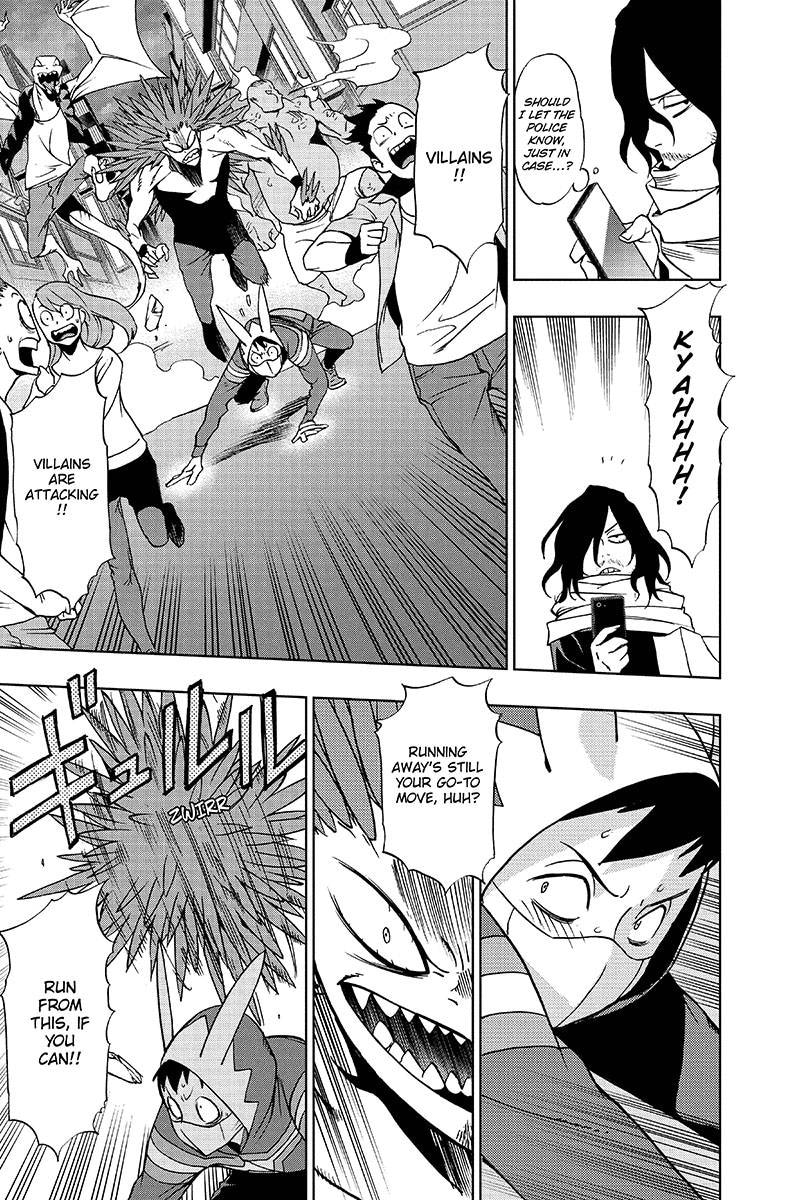 SHOULD
I LET THE
POLICE
KNOW,
JUST IN
CASE...?
KYAHHHH!
VILLAINS
!!
VILLAINS
ARE
ATTACKING
!!
RUNNING
AWAY'S STILL
YOUR GO-TO
MOVE, HUH?
ギュルルル
ZWIRR
RUN
FROM
THIS, IF
YOU
CAN!!